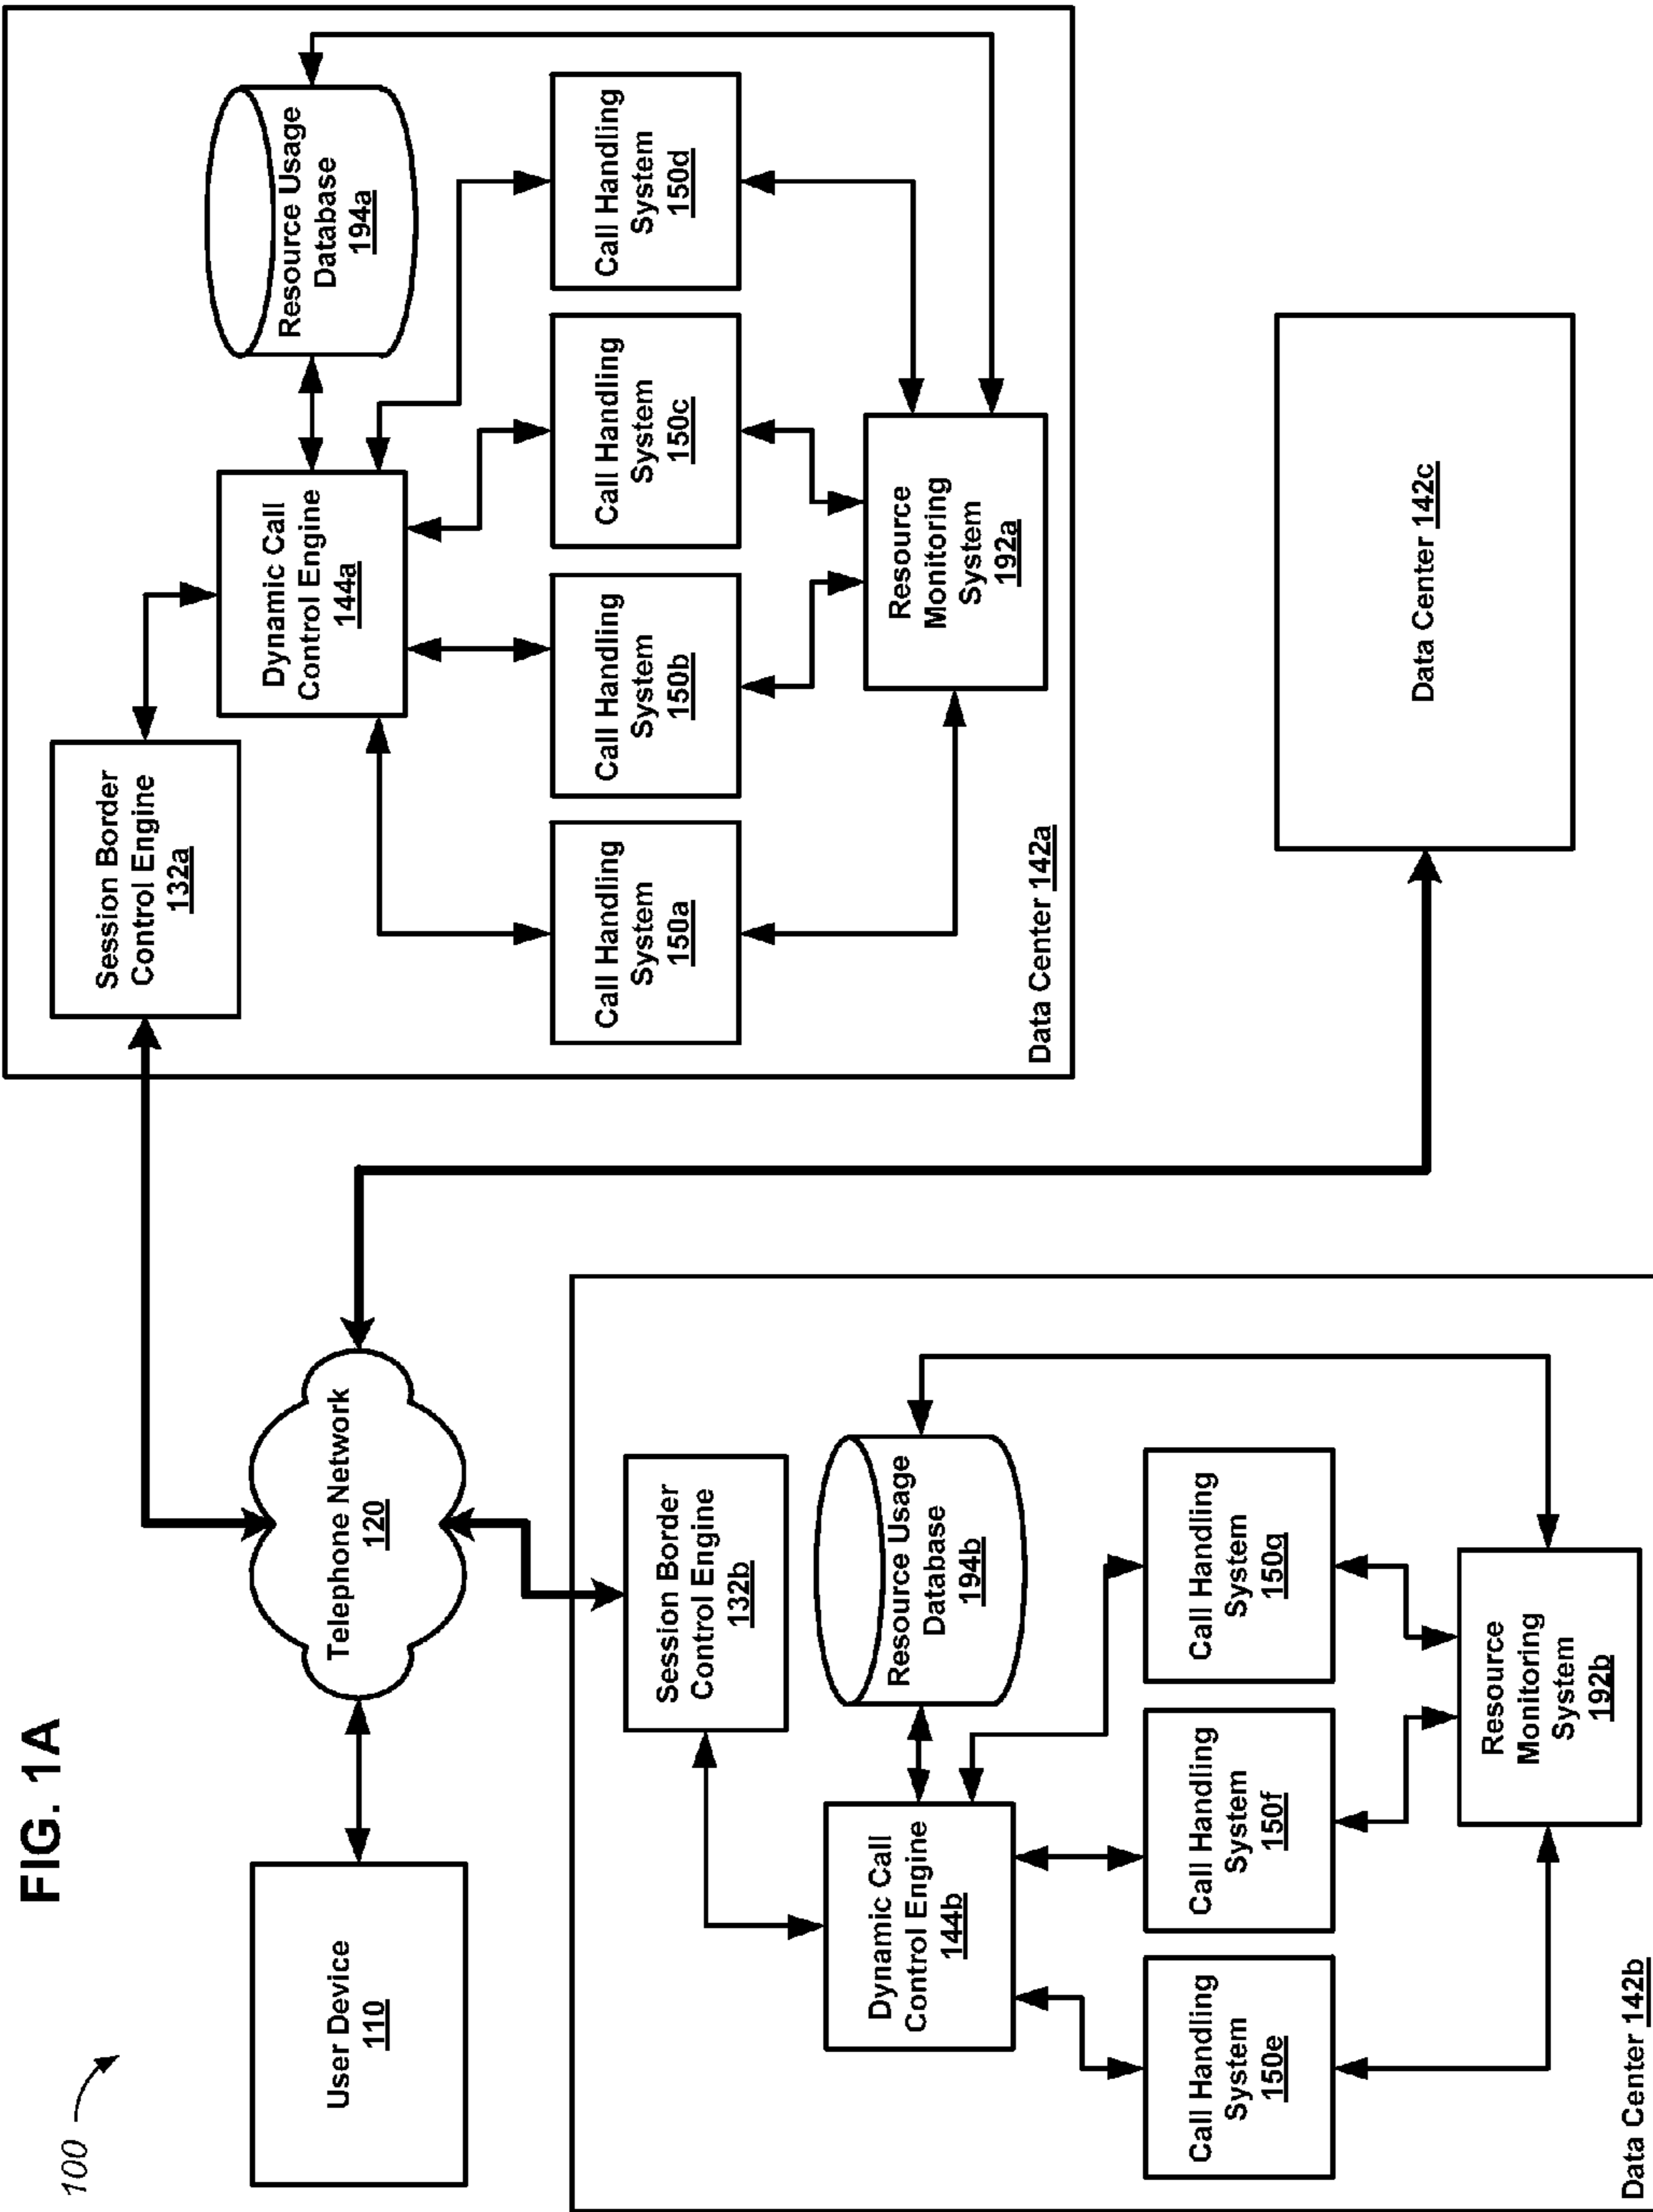 FIG. 1A
100
User Device
110
Telephone Network
120
Session Border
Control Engine
132a
Dynamic Call
Control Engine
144a
Resource Usage
Database
194a
Call Handling
System
150a
Call Handling
System
150b
Call Handling
System
150c
Call Handling
System
150d
Resource
Monitoring
System
192a
Data Center 142a
Session Border
Control Engine
132b
Dynamic Call
Control Engine
144b
Resource Usage
Database
194b
Call Handling
System
150e
Call Handling
System
150f
Call Handling
System
150g
Resource
Monitoring
System
192b
Data Center 142b
Data Center 142c